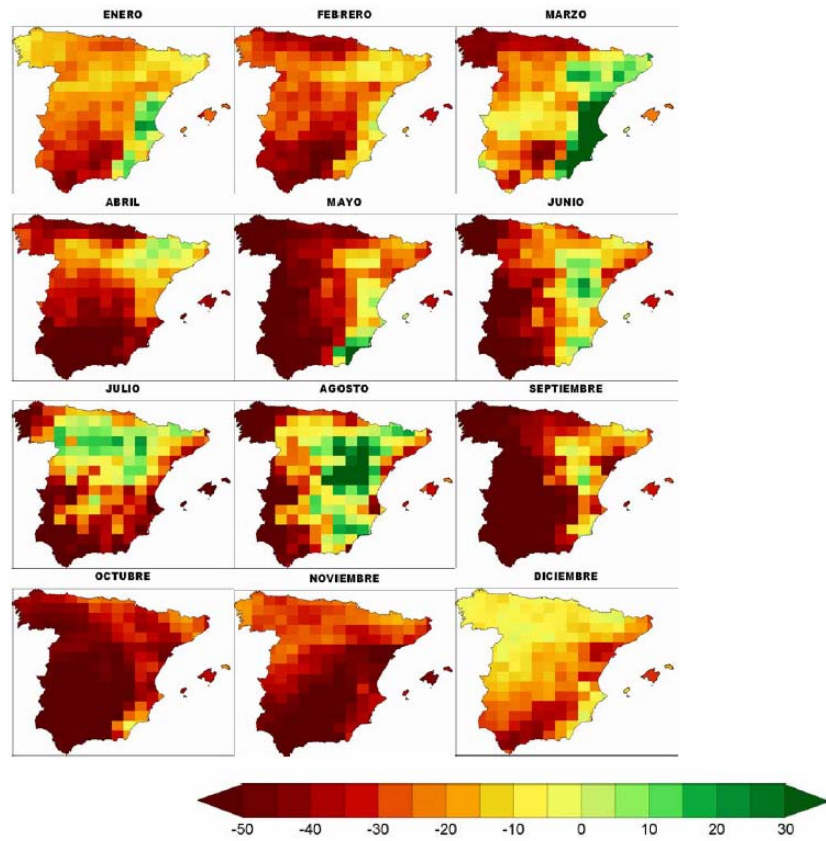 ENERO FEBRERO MARZO
ABRIL MAYO JUNIO
JULIO AGOSTO SEPTIEMBRE
OCTUBRE NOVIEMBRE DICIEMBRE
-50 -40 -30 -20 -10 0 10 20 30